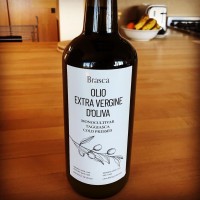 Brasca
OLIO
EXTRA VERGINE
D'OLIVA
MONOCULTIVAR
TAGGIASCA
COLD PRESSED